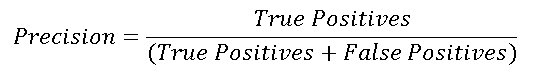 Precision = True Positives / (True Positives + False Positives)